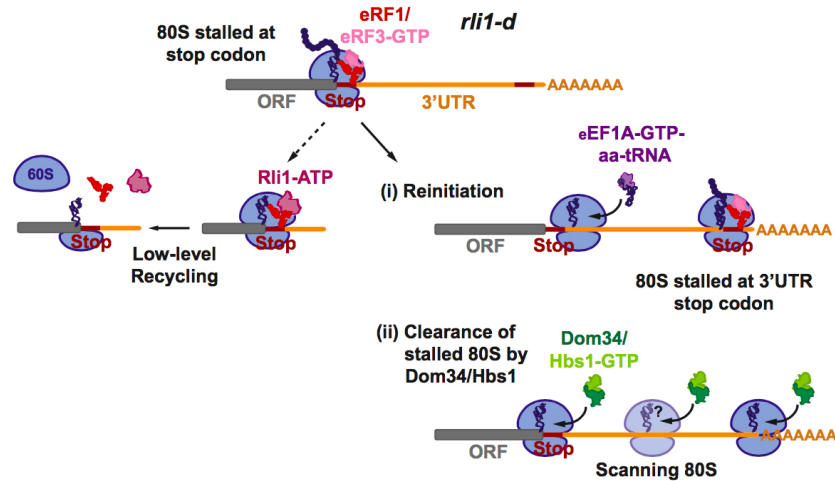 80S stalled at
stop codon
eRF1/
eRF3-GTP
rli1-d
ORF
Stop
3'UTR
AAAAAAA
60S
Rli1-ATP
Stop
Stop
Low-level
Recycling
(i) Reinitiation
eEF1A-GTP-
aa-tRNA
ORF
Stop
Stop
AAAAAAA
80S stalled at 3'UTR
stop codon
(ii) Clearance of
stalled 80S by
Dom34/Hbs1
Dom34/
Hbs1-GTP
?
ORF
Stop
AAAAAAA
Scanning 80S